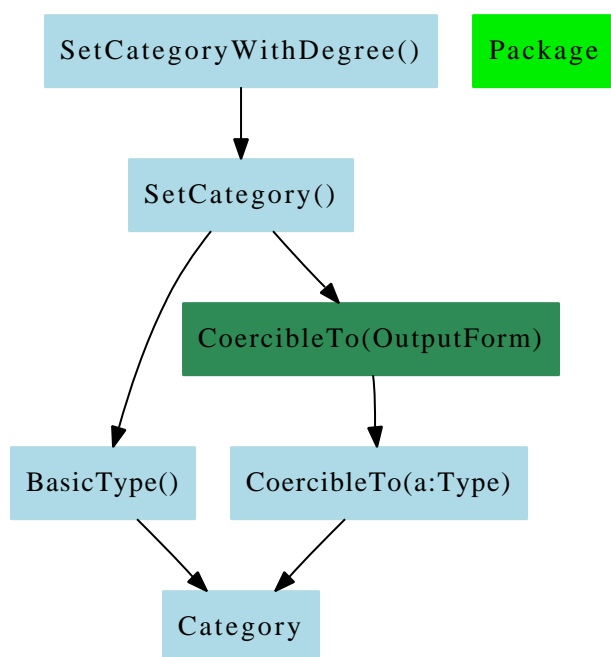 SetCategoryWithDegree()
Package
SetCategory()
CoercibleTo(OutputForm)
BasicType()
CoercibleTo(a:Type)
Category